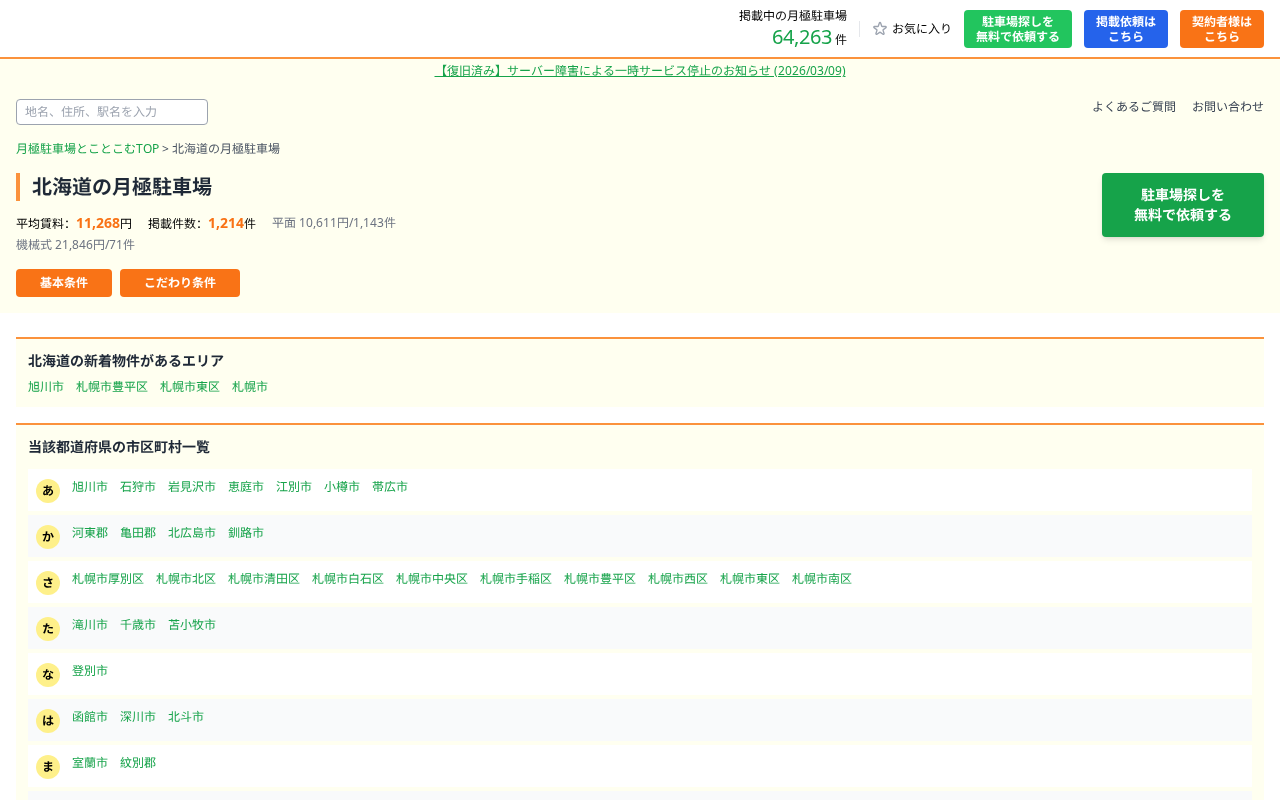 掲載中の月極駐車場
64,263 件
お気に入り
駐車場探しを
無料で依頼する
掲載依頼は
こちら
契約者様は
こちら
【復旧済み】サーバー障害による一時サービス停止のお知らせ (2026/03/09)
地名、住所、駅名を入力
よくあるご質問 お問い合わせ
月極駐車場とことこむTOP > 北海道の月極駐車場
北海道の月極駐車場
平均賃料: 11,268円 掲載件数: 1,214件 平面 10,611円/1,143件
機械式 21,846円/71件
駐車場探しを
無料で依頼する
基本条件 こだわり条件
北海道の新着物件があるエリア
旭川市 札幌市豊平区 札幌市東区 札幌市
当該都道府県の市区町村一覧
あ 旭川市 石狩市 岩見沢市 恵庭市 江別市 小樽市 帯広市
か 河東郡 亀田郡 北広島市 釧路市
さ 札幌市厚別区 札幌市北区 札幌市清田区 札幌市白石区 札幌市中央区 札幌市手稲区 札幌市豊平区 札幌市西区 札幌市東区 札幌市南区
た 滝川市 千歳市 苫小牧市
な 登別市
は 函館市 深川市 北斗市
ま 室蘭市 紋別郡